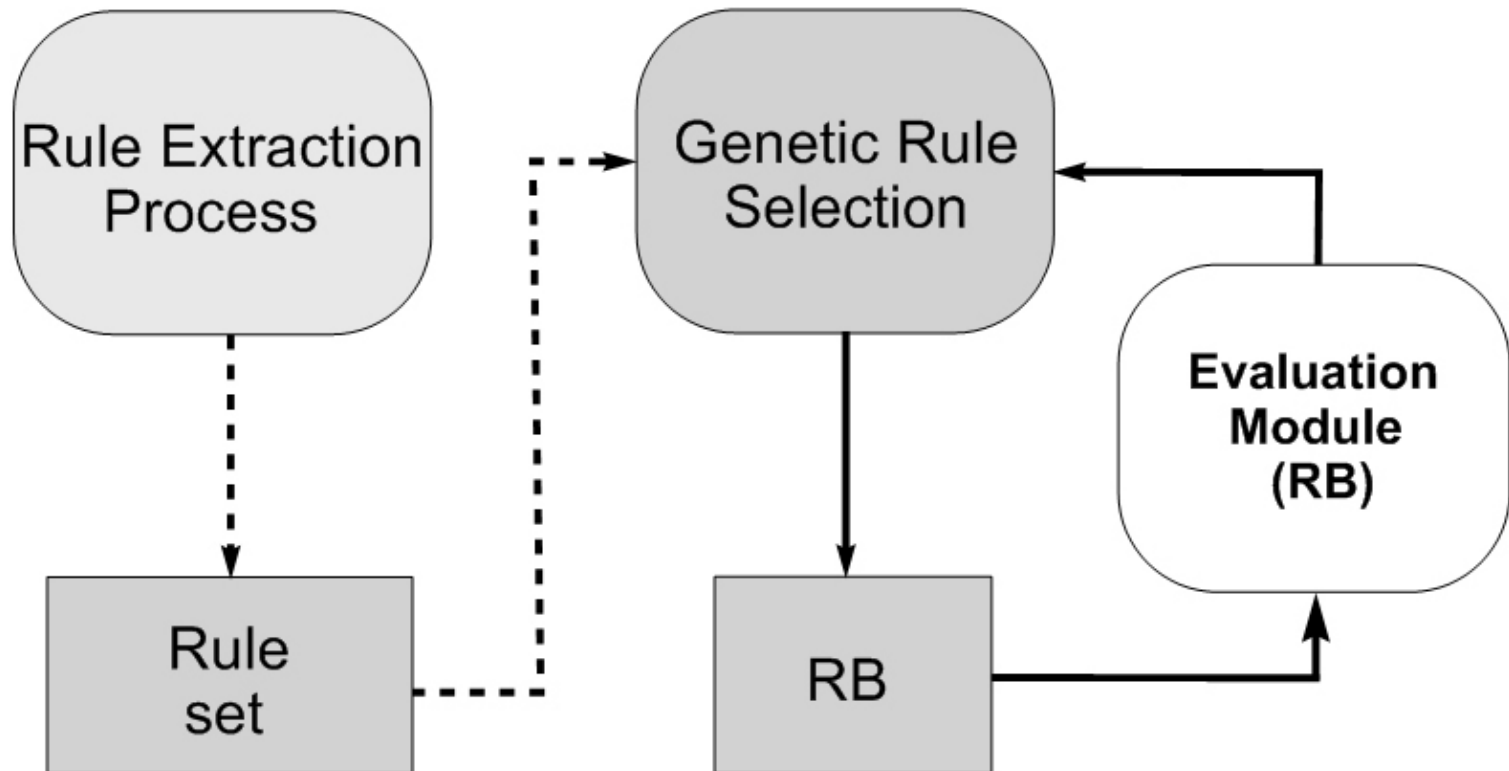 Rule Extraction
Process
Genetic Rule
Selection
Evaluation
Module
(RB)
Rule
set
RB